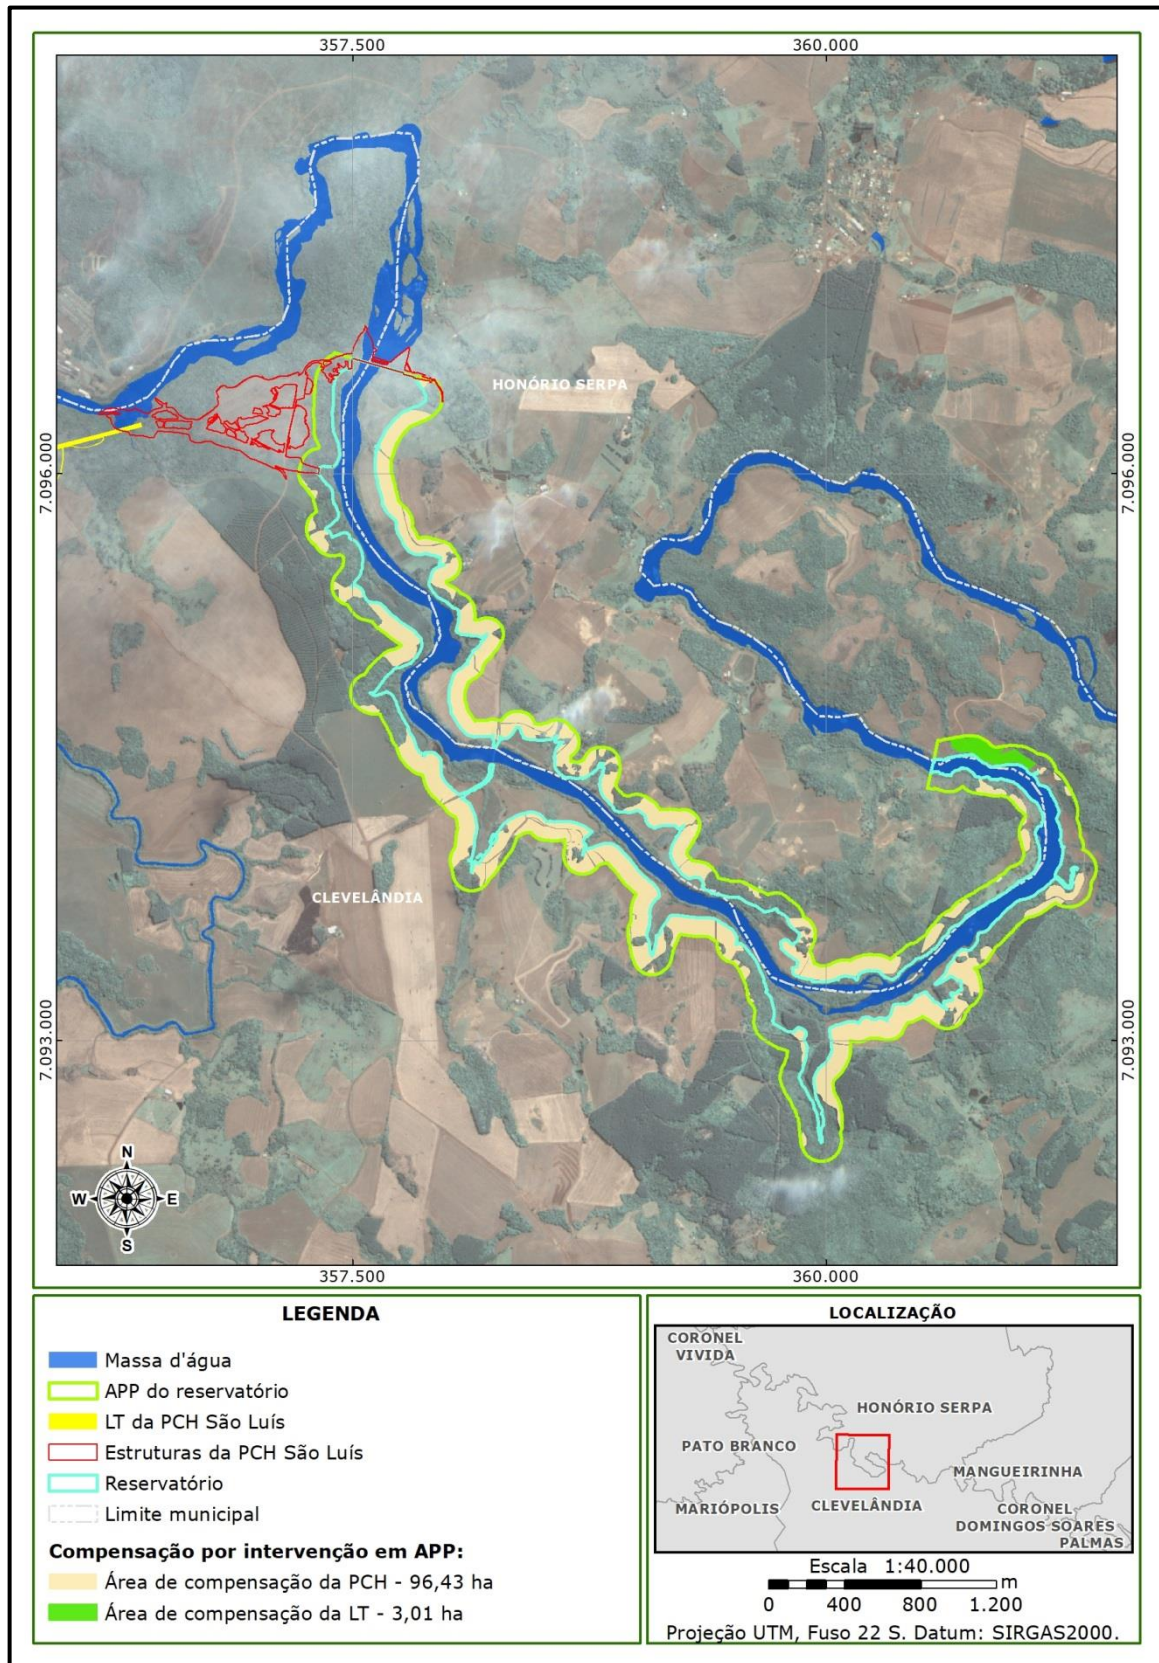 357.500
360.000
HONÓRIO SERPA
7.096.000
7.096.000
CLEVELÂNDIA
7.093.000
7.093.000
N
W
E
S
357.500
360.000
LEGENDA
Massa d'água
APP do reservatório
LT da PCH São Luís
Estruturas da PCH São Luís
Reservatório
Limite municipal
Compensação por intervenção em APP:
Área de compensação da PCH - 96,43 ha
Área de compensação da LT - 3,01 ha
LOCALIZAÇÃO
CORONEL
VIVIDA
HONÓRIO SERPA
PATO BRANCO
MANGUEIRINHA
MARIÓPOLIS
CLEVELÂNDIA
CORONEL
DOMINGOS SOARES
PALMAS
Escala 1:40.000
m
0 400 800 1.200
Projeção UTM, Fuso 22 S. Datum: SIRGAS2000.